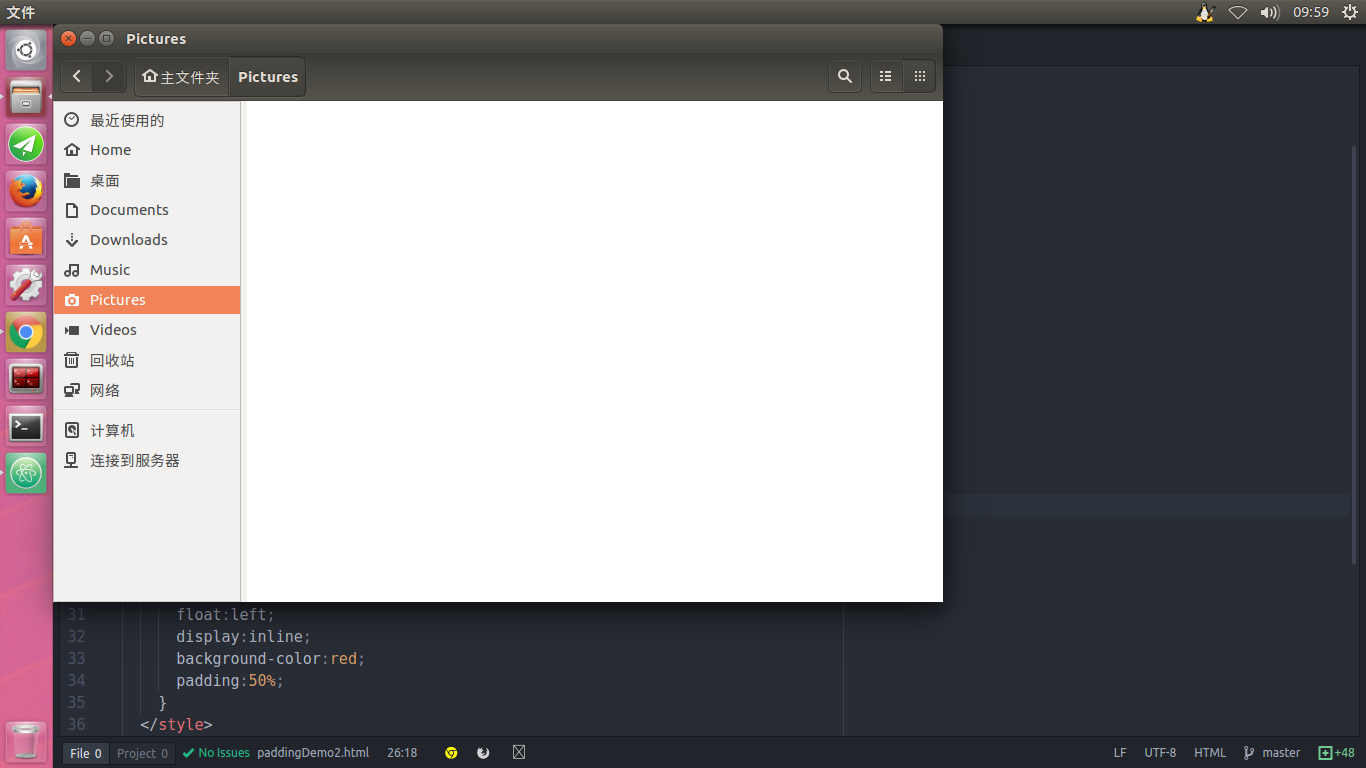 文件
09:59
Pictures
主文件夹
Pictures
最近使用的
Home
桌面
Documents
Downloads
Music
Pictures
Videos
回收站
网络
计算机
连接到服务器
31 float:left;
32 display:inline;
33 background-color:red;
34 padding:50%;
35 }
36 </style>
File 0 Project 0 No Issues paddingDemo2.html 26:18 LF UTF-8 HTML master +48